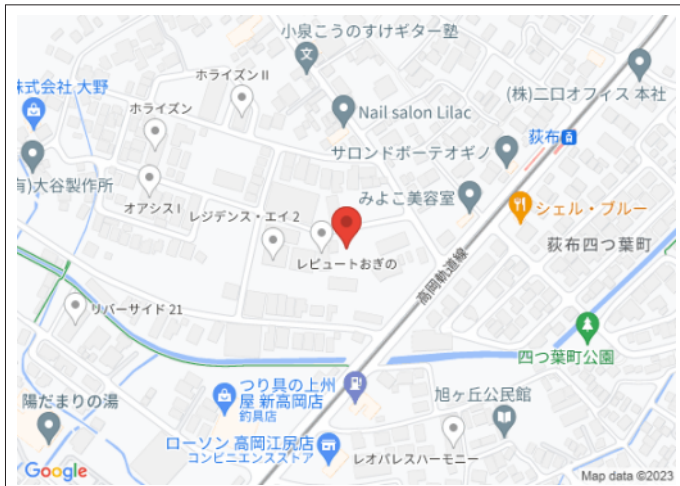 小泉こうのすけギター塾
ホライズン II
株式会社 大野
ホライズン
Nail salon Lilac
(株)二口オフィス 本社
荻布
サロンドボーテオギノ
有)大谷製作所
オアシス I
みよこ美容室
レジデンス・エイ 2
シェル・ブルー
レピュートおぎの
荻布四つ葉町
高岡軌道線
リバーサイド 21
四つ葉町公園
つり具の上州
屋 新高岡店
釣具店
旭ヶ丘公民館
陽だまりの湯
ローソン 高岡江尻店
コンビニエンスストア
レオパレスハーモニー
Google
Map data ©2023